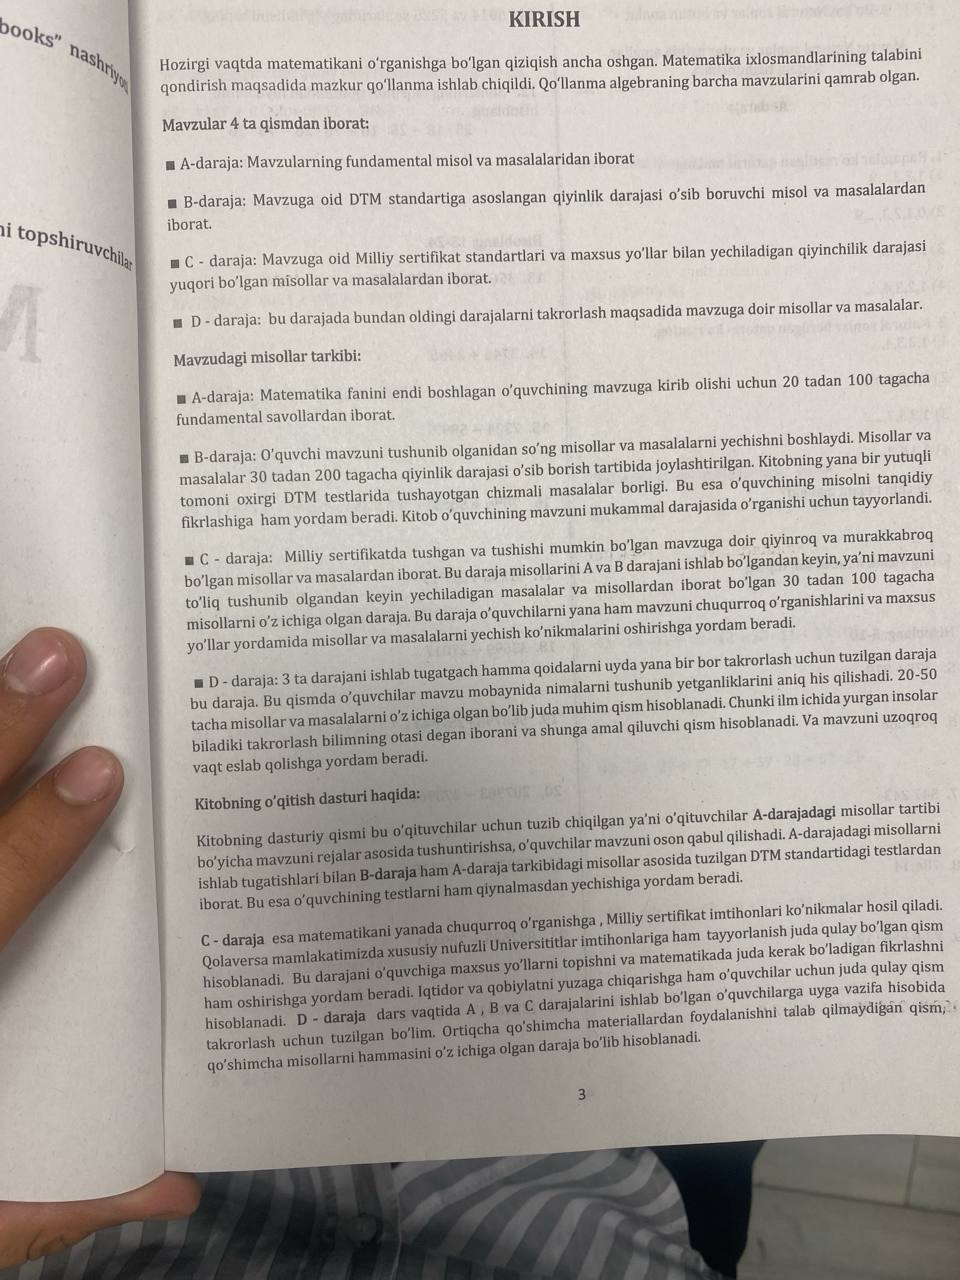 books" nashriyoti
ni topshiruvchilar
M
KIRISH
Hozirgi vaqtda matematikani o'rganishga bo'lgan qiziqish ancha oshgan. Matematika ixlosmandlarining talabini
qondirish maqsadida mazkur qo'llanma ishlab chiqildi. Qo'llanma algebraning barcha mavzularini qamrab olgan.
Mavzular 4 ta qismdan iborat:
■ A-daraja: Mavzularning fundamental misol va masalalaridan iborat
■ B-daraja: Mavzuga oid DTM standartiga asoslangan qiyinlik darajasi o'sib boruvchi misol va masalalardan
iborat.
■ C - daraja: Mavzuga oid Milliy sertifikat standartlari va maxsus yo'llar bilan yechiladigan qiyinchilik darajasi
yuqori bo'lgan misollar va masalalardan iborat.
■ D - daraja: bu darajada bundan oldingi darajalarni takrorlash maqsadida mavzuga doir misollar va masalalar.
Mavzudagi misollar tarkibi:
■ A-daraja: Matematika fanini endi boshlagan o'quvchining mavzuga kirib olishi uchun 20 tadan 100 tagacha
fundamental savollardan iborat.
■ B-daraja: O'quvchi mavzuni tushunib olganidan so'ng misollar va masalalarni yechishni boshlaydi. Misollar va
masalalar 30 tadan 200 tagacha qiyinlik darajasi o'sib borish tartibida joylashtirilgan. Kitobning yana bir yutuqli
tomoni oxirgi DTM testlarida tushayotgan chizmali masalalar borligi. Bu esa o'quvchining misolni tanqidiy
fikrlashiga ham yordam beradi. Kitob o'quvchining mavzuni mukammal darajasida o'rganishi uchun tayyorlandi.
■ C - daraja: Milliy sertifikatda tushgan va tushishi mumkin bo'lgan mavzuga doir qiyinroq va murakkabroq
bo'lgan misollar va masalardan iborat. Bu daraja misollarini A va B darajani ishlab bo'lgandan keyin, ya'ni mavzuni
to'liq tushunib olgandan keyin yechiladigan masalalar va misollardan iborat bo'lgan 30 tadan 100 tagacha
misollarni o'z ichiga olgan daraja. Bu daraja o'quvchilarni yana ham mavzuni chuqurroq o'rganishlarini va maxsus
yo'llar yordamida misollar va masalalarni yechish ko'nikmalarini oshirishga yordam beradi.
■ D - daraja: 3 ta darajani ishlab tugatgach hamma qoidalarni uyda yana bir bor takrorlash uchun tuzilgan daraja
bu daraja. Bu qismda o'quvchilar mavzu mobaynida nimalarni tushunib yetganliklarini aniq his qilishadi. 20-50
tacha misollar va masalalarni o'z ichiga olgan bo'lib juda muhim qism hisoblanadi. Chunki ilm ichida yurgan insolar
biladiki takrorlash bilimning otasi degan iborani va shunga amal qiluvchi qism hisoblanadi. Va mavzuni uzoqroq
vaqt eslab qolishga yordam beradi.
Kitobning o'qitish dasturi haqida:
Kitobning dasturiy qismi bu o'qituvchilar uchun tuzib chiqilgan ya'ni o'qituvchilar A-darajadagi misollar tartibi
bo'yicha mavzuni rejalar asosida tushuntirishsa, o'quvchilar mavzuni oson qabul qilishadi. A-darajadagi misollarni
ishlab tugatishlari bilan B-daraja ham A-daraja tarkibidagi misollar asosida tuzilgan DTM standartidagi testlardan
iborat. Bu esa o'quvchining testlarni ham qiynalmasdan yechishiga yordam beradi.
C - daraja esa matematikani yanada chuqurroq o'rganishga , Milliy sertifikat imtihonlari ko'nikmalar hosil qiladi.
Qolaversa mamlakatimizda xususiy nufuzli Universititlar imtihonlariga ham tayyorlanish juda qulay bo'lgan qism
hisoblanadi. Bu darajani o'quvchiga maxsus yo'llarni topishni va matematikada juda kerak bo'ladigan fikrlashni
ham oshirishga yordam beradi. Iqtidor va qobiylatni yuzaga chiqarishga ham o'quvchilar uchun juda qulay qism
hisoblanadi. D - daraja dars vaqtida A , B va C darajalarini ishlab bo'lgan o'quvchilarga uyga vazifa hisobida
takrorlash uchun tuzilgan bo'lim. Ortiqcha qo'shimcha materiallardan foydalanishni talab qilmaydigan qism,
qo'shimcha misollarni hammasini o'z ichiga olgan daraja bo'lib hisoblanadi.
3